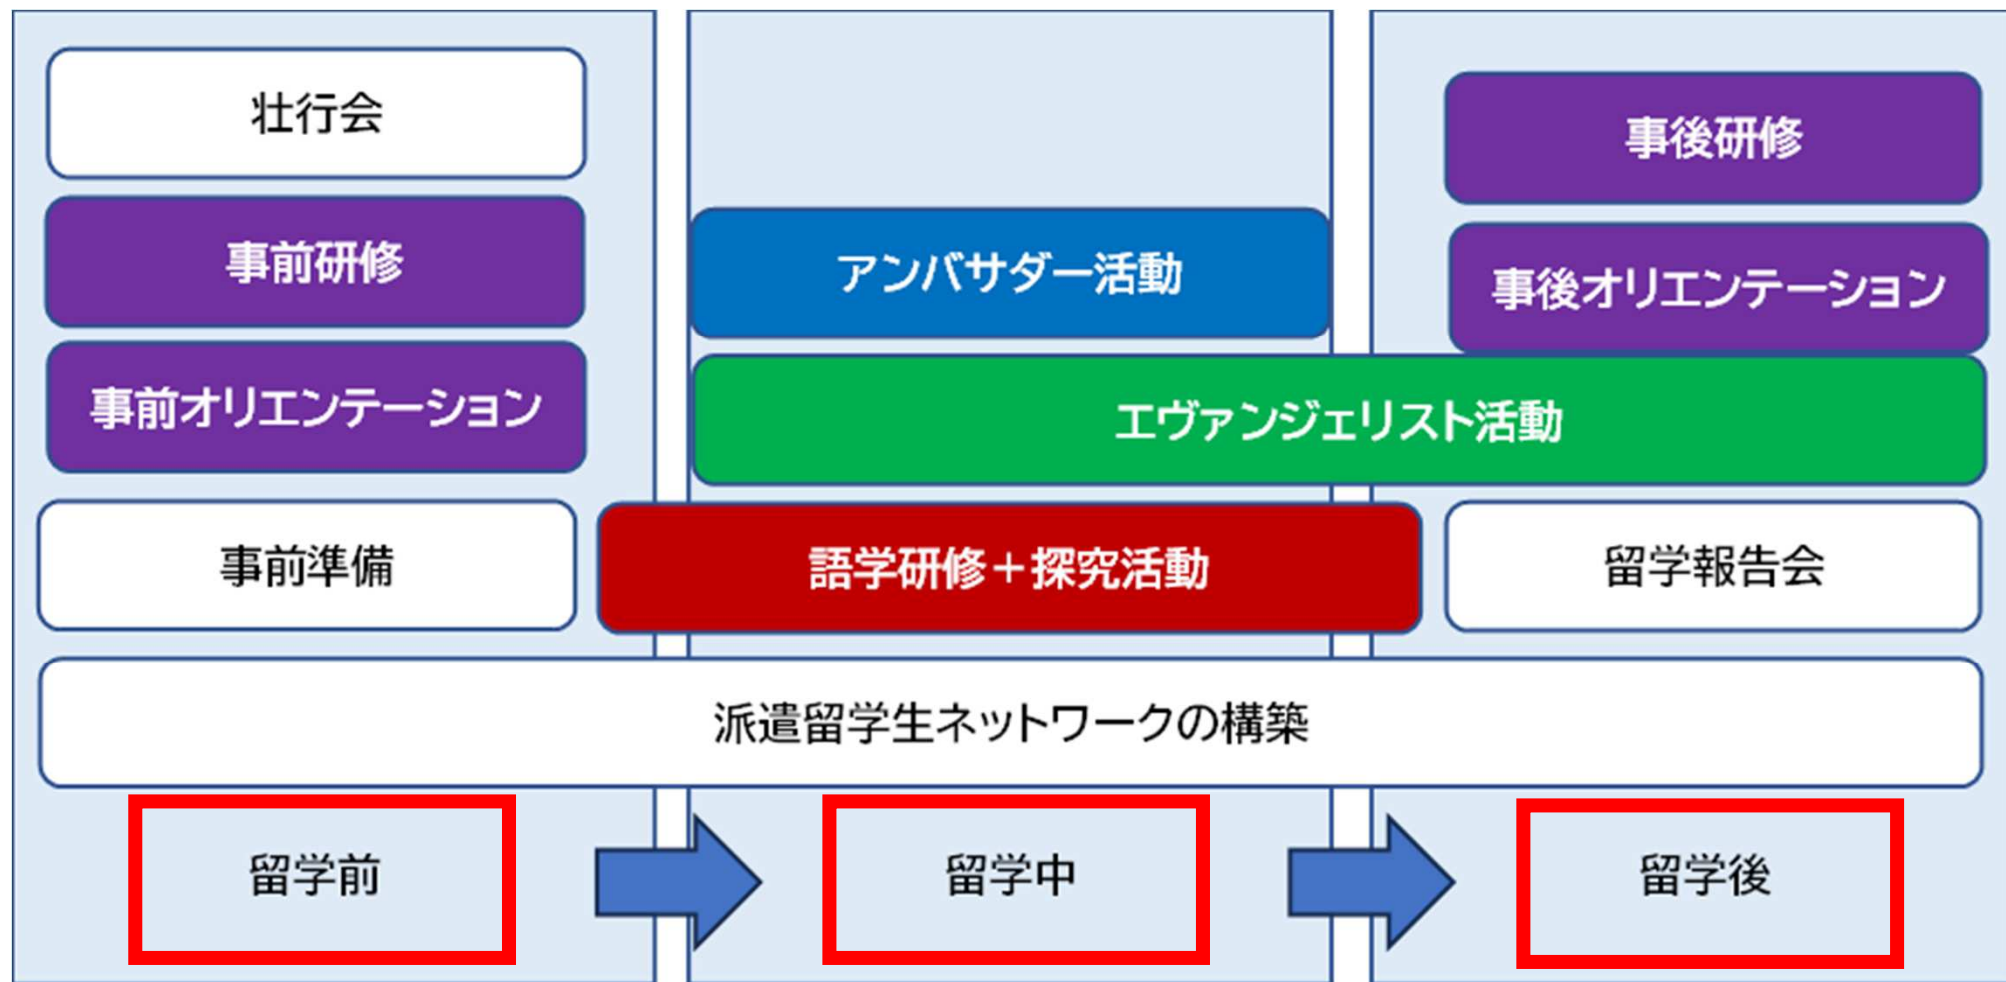 壮行会
事前研修
事前オリエンテーション
事前準備
アンバサダー活動
エヴァンジェリスト活動
語学研修＋探究活動
事後研修
事後オリエンテーション
留学報告会
派遣留学生ネットワークの構築
留学前
留学中
留学後